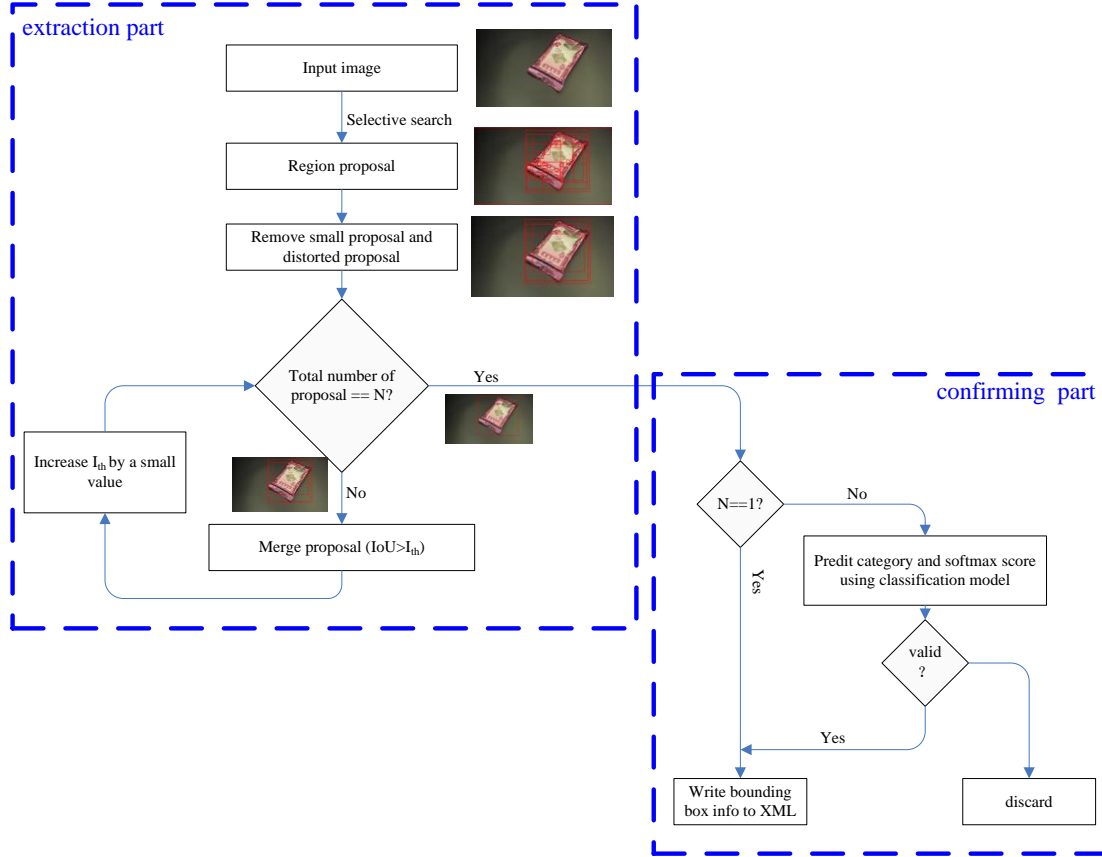 extraction part
Input image
Selective search
Region proposal
Remove small proposal and
distorted proposal
Total number of
proposal == N?
Yes
No
Increase Ith by a small
value
Merge proposal (IoU>Ith)
confirming part
N==1?
No
Yes
Predit category and softmax score
using classification model
valid
?
Yes
Write bounding
box info to XML
discard